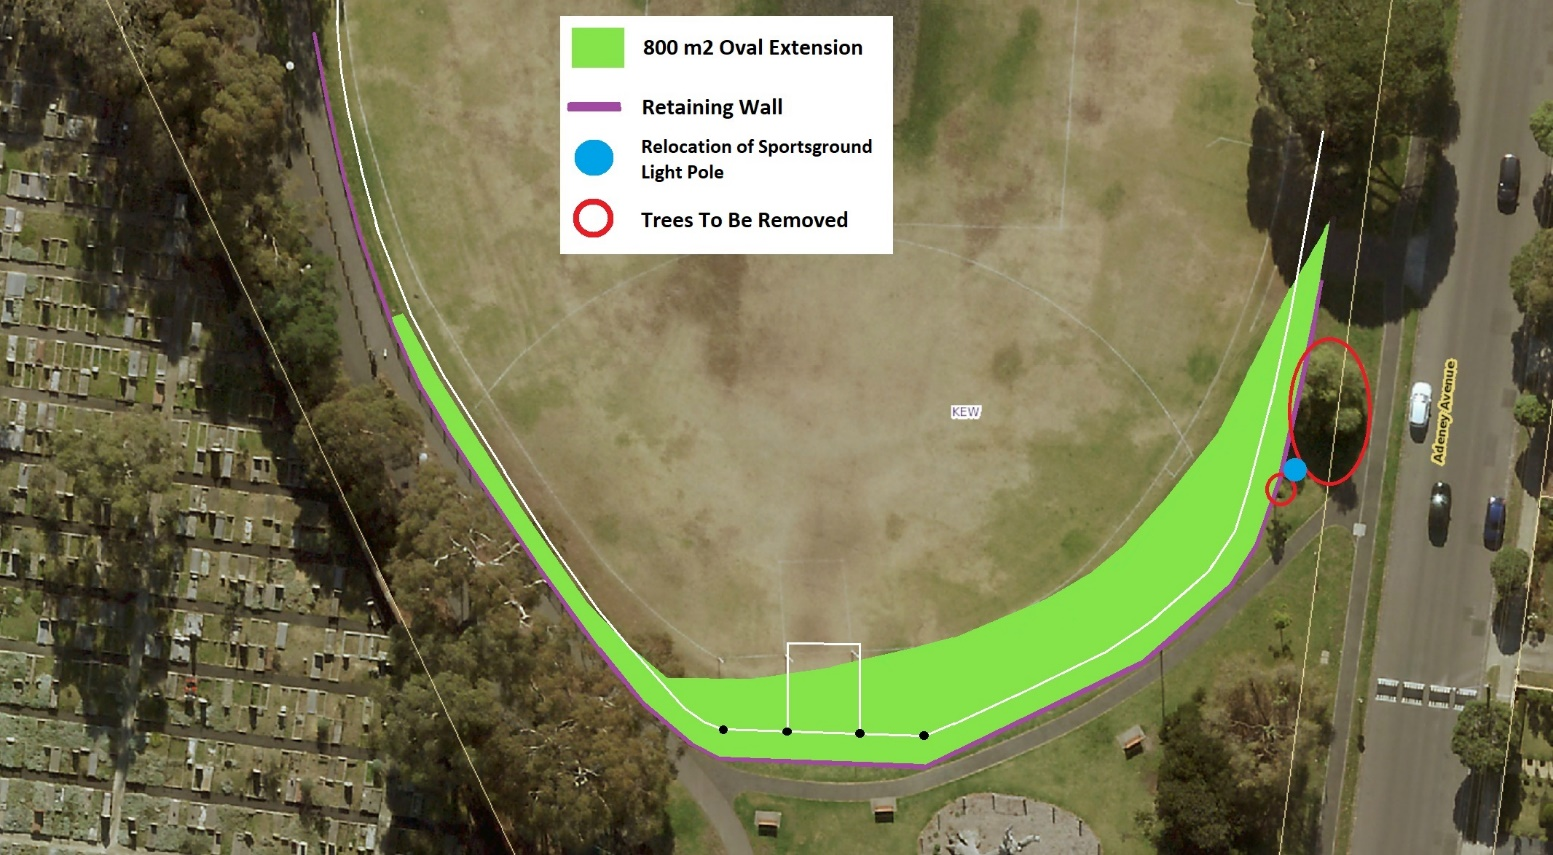 800 m2 Oval Extension
Retaining Wall
Relocation of Sportsground
Light Pole
Trees To Be Removed
KEW
Adeney Avenue